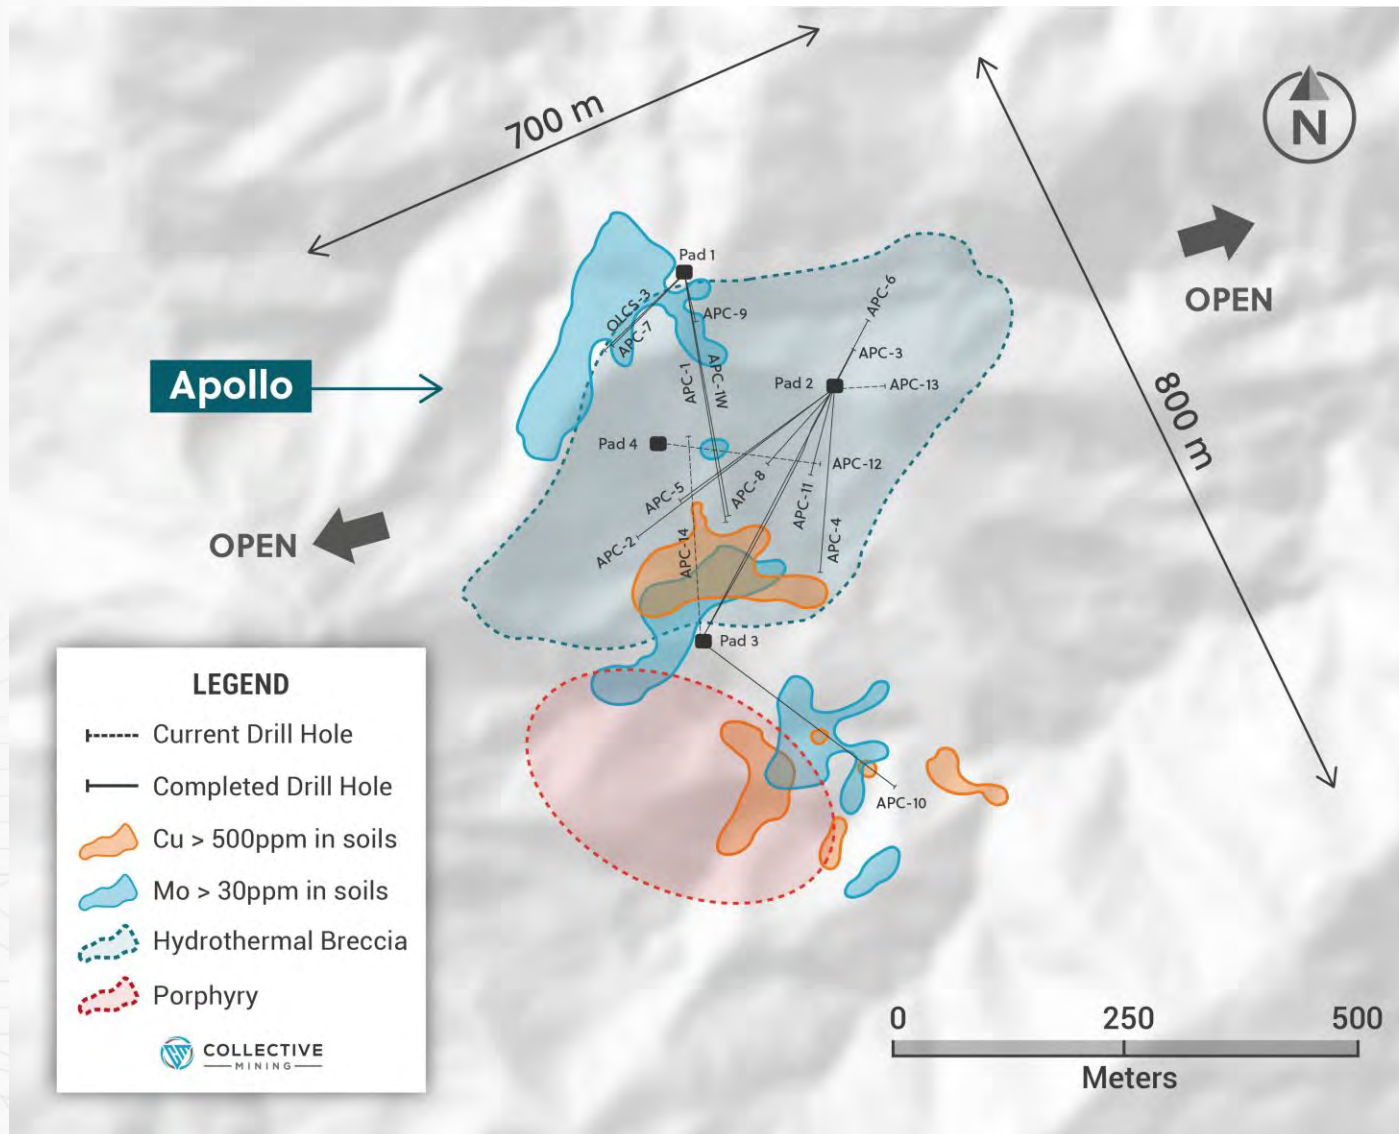 700 m
N
Pad 1
OLCS-3
APC-7
APC-9
APC-1
APC-1W
APC-6
APC-3
Pad 2
APC-13
OPEN
Apollo
800 m
Pad 4
APC-12
APC-5
APC-8
APC-11
APC-4
APC-2
APC-14
OPEN
Pad 3
APC-10
LEGEND
Current Drill Hole
Completed Drill Hole
Cu > 500ppm in soils
Mo > 30ppm in soils
Hydrothermal Breccia
Porphyry
COLLECTIVE
MINING
0 250 500
Meters